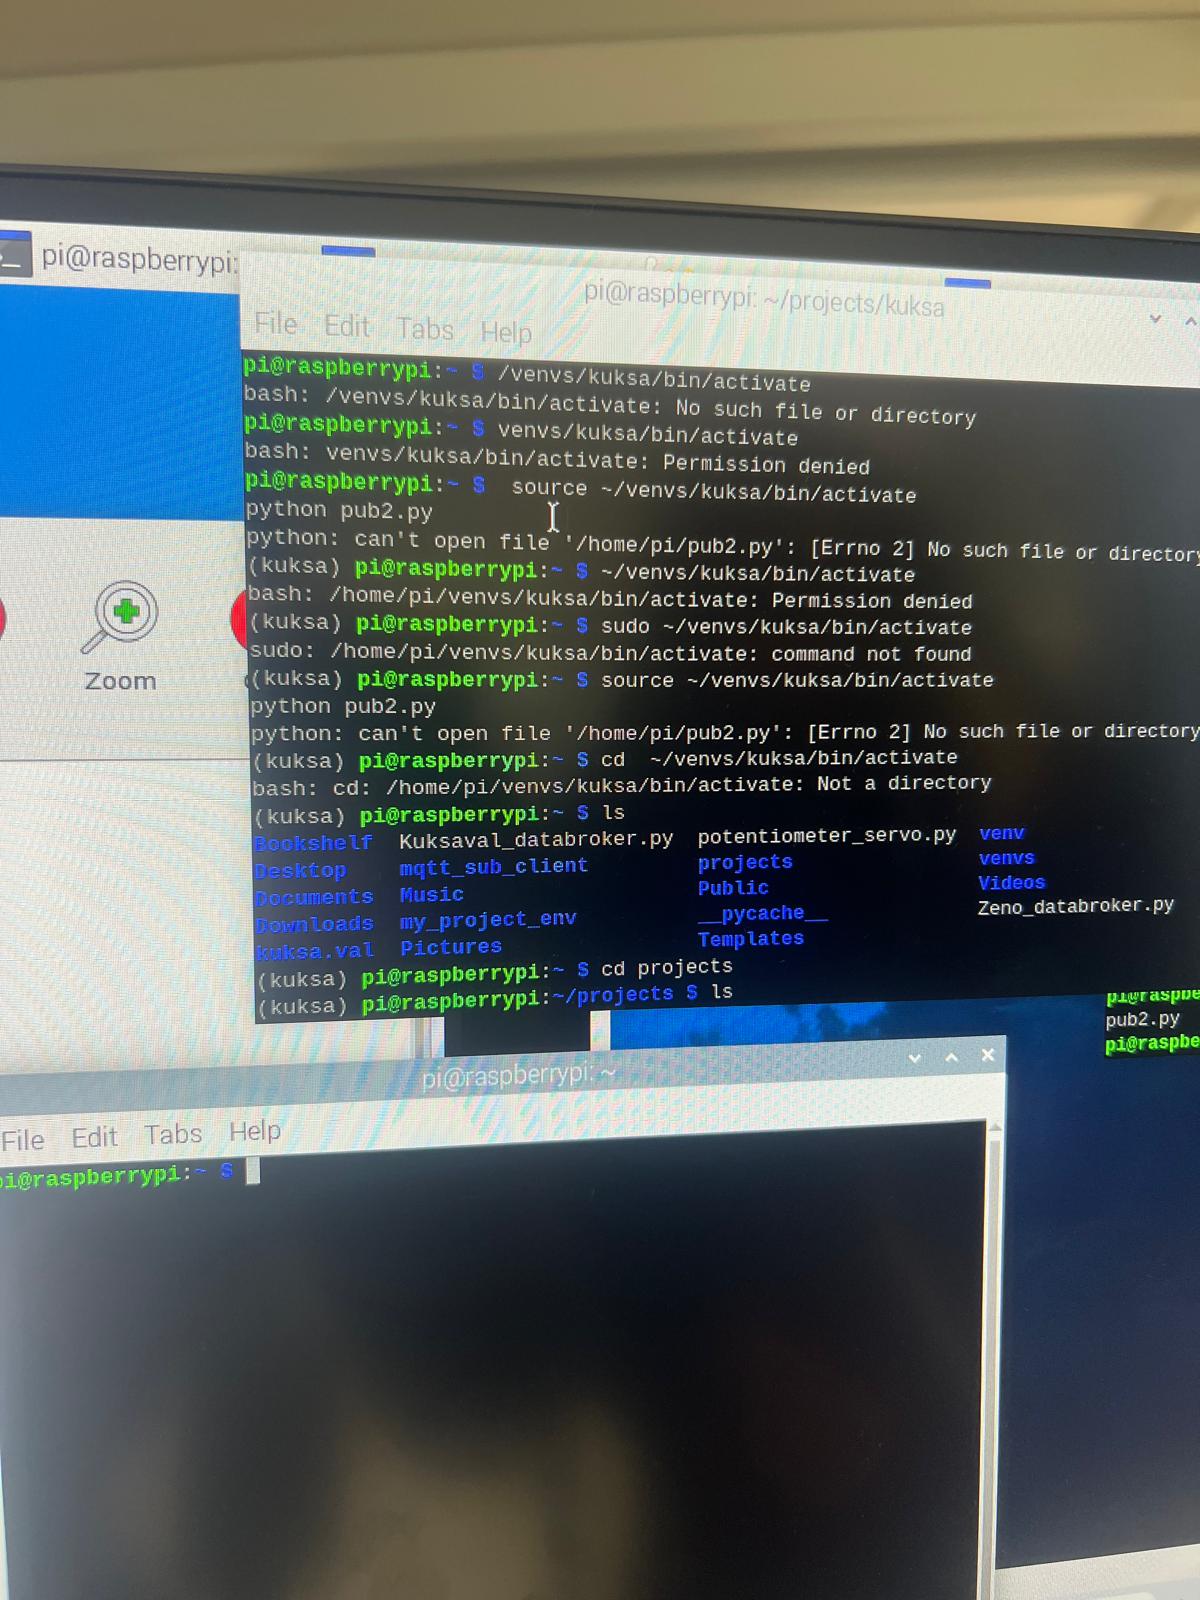 pi@raspberrypi:
pi@raspberrypi: ~/projects/kuksa
File Edit Tabs Help
pi@raspberrypi:~ $ /venvs/kuksa/bin/activate
bash: /venvs/kuksa/bin/activate: No such file or directory
pi@raspberrypi:~ $ venvs/kuksa/bin/activate
bash: venvs/kuksa/bin/activate: Permission denied
pi@raspberrypi:~ $  source ~/venvs/kuksa/bin/activate
python pub2.py
python: can't open file '/home/pi/pub2.py': [Errno 2] No such file or directory
(kuksa) pi@raspberrypi:~ $ ~/venvs/kuksa/bin/activate
bash: /home/pi/venvs/kuksa/bin/activate: Permission denied
(kuksa) pi@raspberrypi:~ $ sudo ~/venvs/kuksa/bin/activate
sudo: /home/pi/venvs/kuksa/bin/activate: command not found
(kuksa) pi@raspberrypi:~ $ source ~/venvs/kuksa/bin/activate
python pub2.py
python: can't open file '/home/pi/pub2.py': [Errno 2] No such file or directory
(kuksa) pi@raspberrypi:~ $ cd  ~/venvs/kuksa/bin/activate
bash: cd: /home/pi/venvs/kuksa/bin/activate: Not a directory
(kuksa) pi@raspberrypi:~ $ ls
Bookshelf Kuksaval_databroker.py potentiometer_servo.py venv
Desktop mqtt_sub_client projects venvs
Documents Music Public Videos
Downloads my_project_env __pycache__ Zeno_databroker.py
kuksa.val Pictures Templates
(kuksa) pi@raspberrypi:~ $ cd projects
(kuksa) pi@raspberrypi:~/projects $ ls
Zoom
pi@raspbe
pub2.py
pi@raspbe
pi@raspberrypi: ~
File Edit Tabs Help
pi@raspberrypi:~ $